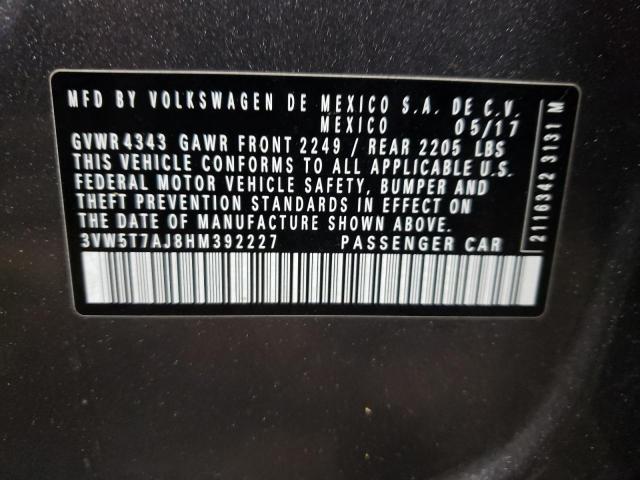 MFD BY VOLKSWAGEN DE MEXICO S.A. DE C.V.
MEXICO 05/17
GVWR4343 GAWR FRONT 2249 / REAR 2205 LBS
THIS VEHICLE CONFORMS TO ALL APPLICABLE U.S.
FEDERAL MOTOR VEHICLE SAFETY, BUMPER AND
THEFT PREVENTION STANDARDS IN EFFECT ON
THE DATE OF MANUFACTURE SHOWN ABOVE.
3VW5T7AJ8HM392227 PASSENGER CAR
2116342 3131 M